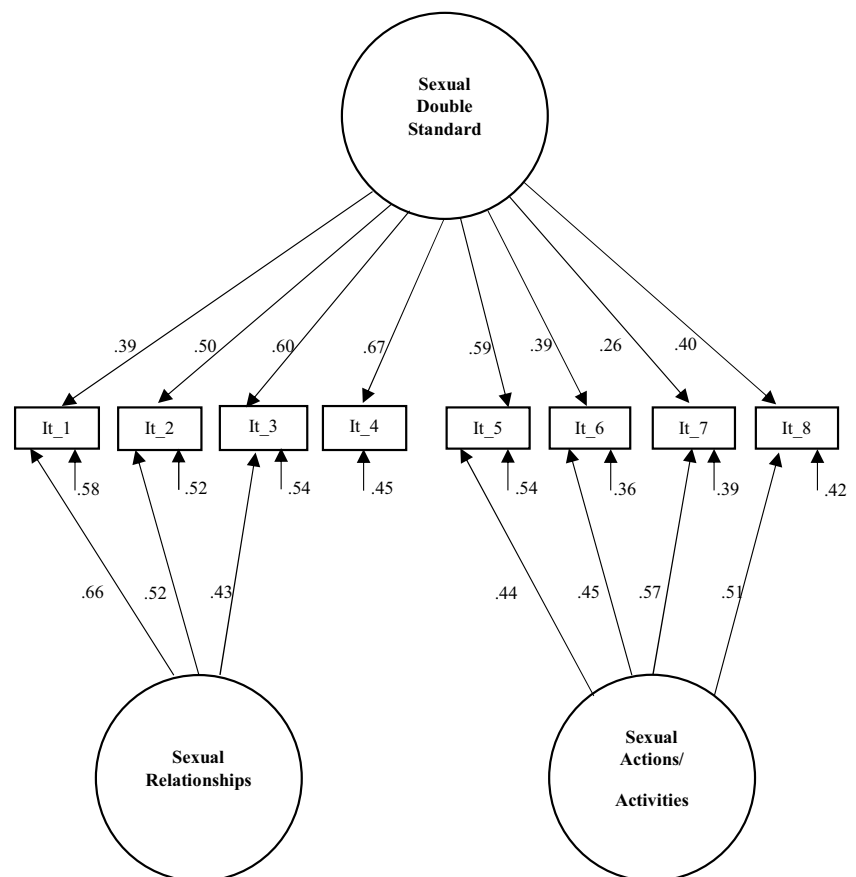 Sexual
Double
Standard
.39 .50 .60 .67 .59 .39 .26 .40
It_1 It_2 It_3 It_4 It_5 It_6 It_7 It_8
.58 .52 .54 .45 .54 .36 .39 .42
.66 .52 .43 .44 .45 .57 .51
Sexual
Relationships
Sexual
Actions/
Activities